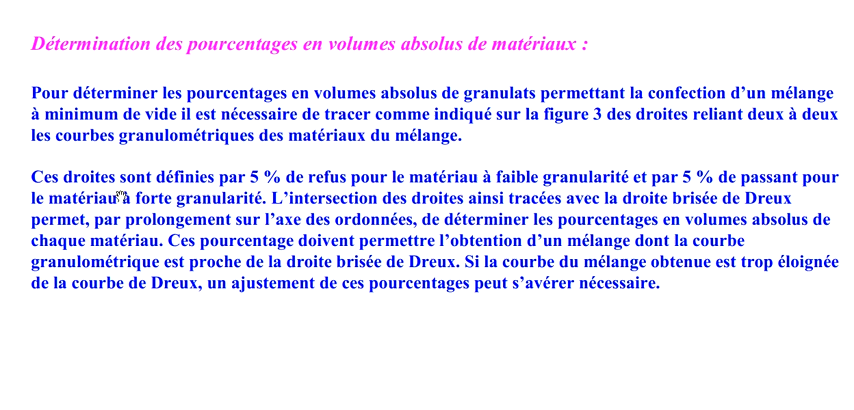 Détermination des pourcentages en volumes absolus de matériaux :
Pour déterminer les pourcentages en volumes absolus de granulats permettant la confection d’un mélange
à minimum de vide il est nécessaire de tracer comme indiqué sur la figure 3 des droites reliant deux à deux
les courbes granulométriques des matériaux du mélange.
Ces droites sont définies par 5 % de refus pour le matériau à faible granularité et par 5 % de passant pour
le matériau à forte granularité. L’intersection des droites ainsi tracées avec la droite brisée de Dreux
permet, par prolongement sur l’axe des ordonnées, de déterminer les pourcentages en volumes absolus de
chaque matériau. Ces pourcentage doivent permettre l’obtention d’un mélange dont la courbe
granulométrique est proche de la droite brisée de Dreux. Si la courbe du mélange obtenue est trop éloignée
de la courbe de Dreux, un ajustement de ces pourcentages peut s’avérer nécessaire.